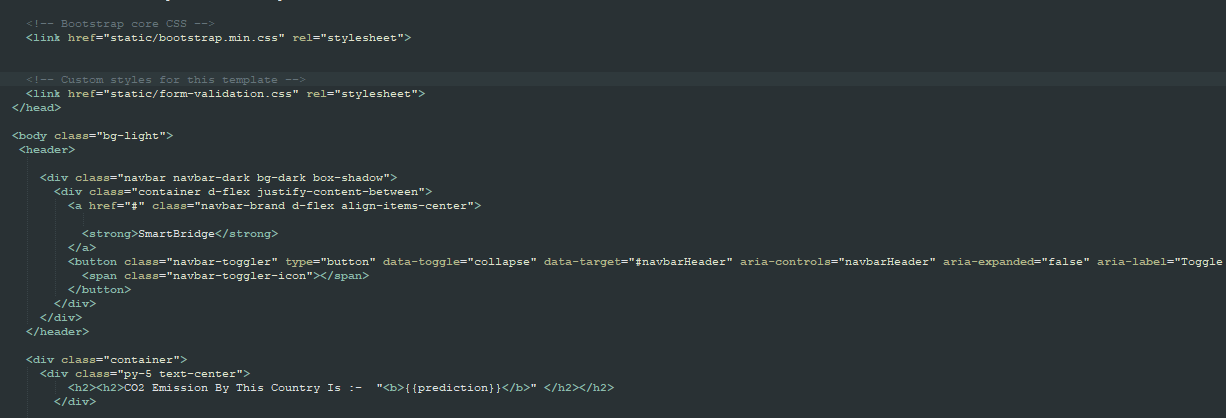 <!-- Bootstrap core CSS -->
<link href="static/bootstrap.min.css" rel="stylesheet">
<!-- Custom styles for this template -->
<link href="static/form-validation.css" rel="stylesheet">
</head>
<body class="bg-light">
<header>
<div class="navbar navbar-dark bg-dark box-shadow">
<div class="container d-flex justify-content-between">
<a href="#" class="navbar-brand d-flex align-items-center">
<strong>SmartBridge</strong>
</a>
<button class="navbar-toggler" type="button" data-toggle="collapse" data-target="#navbarHeader" aria-controls="navbarHeader" aria-expanded="false" aria-label="Toggle
<span class="navbar-toggler-icon"></span>
</button>
</div>
</div>
</header>
<div class="container">
<div class="py-5 text-center">
<h2><h2>CO2 Emission By This Country Is :-  "<b>{{prediction}}</b>" </h2></h2>
</div>